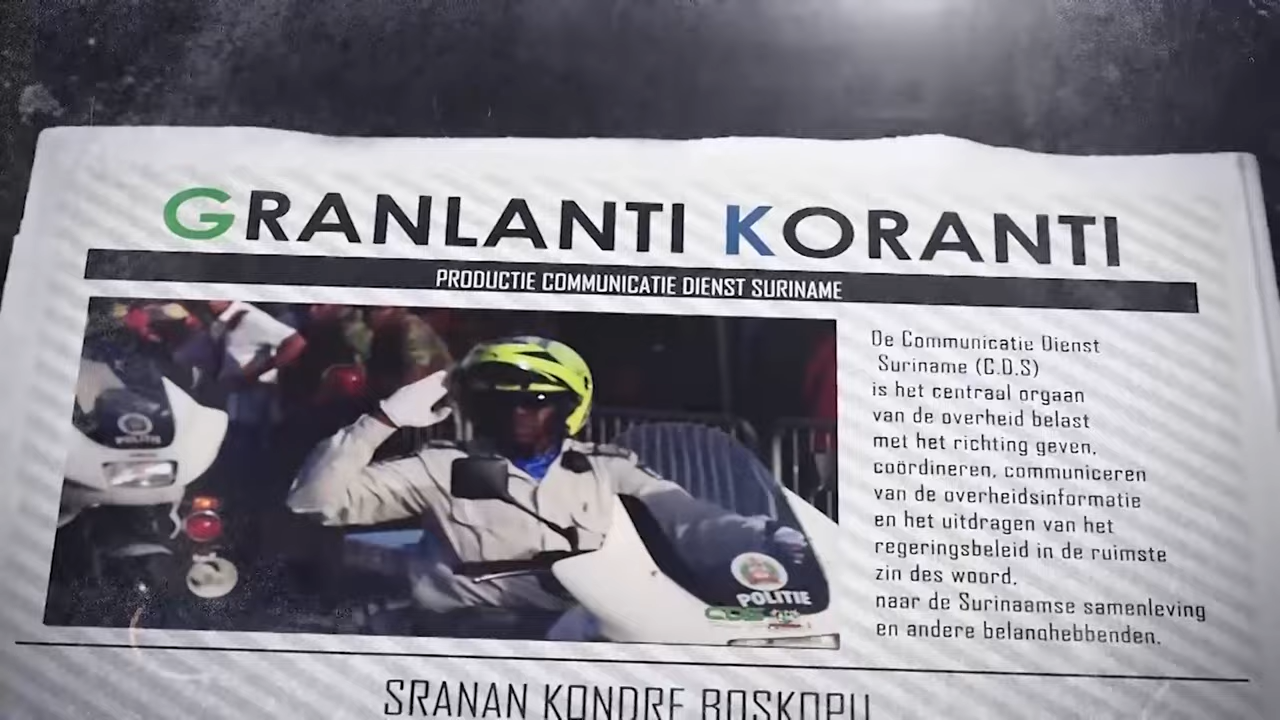 GRANLANTI KORANTI
PRODUCTIE COMMUNICATIE DIENST SURINAME
De Communicatie Dienst
Suriname (C.D.S)
is het centraal orgaan
van de overheid belast
met het richting geven,
coördineren, communiceren
van de overheidsinformatie
en het uitdragen van het
regeringsbeleid in de ruimste
zin des woord,
naar de Surinaamse samenleving
en andere belanghebbenden.
POLITIE
POLITIE
CDS
SRANAN KONDRE BOSKOPU